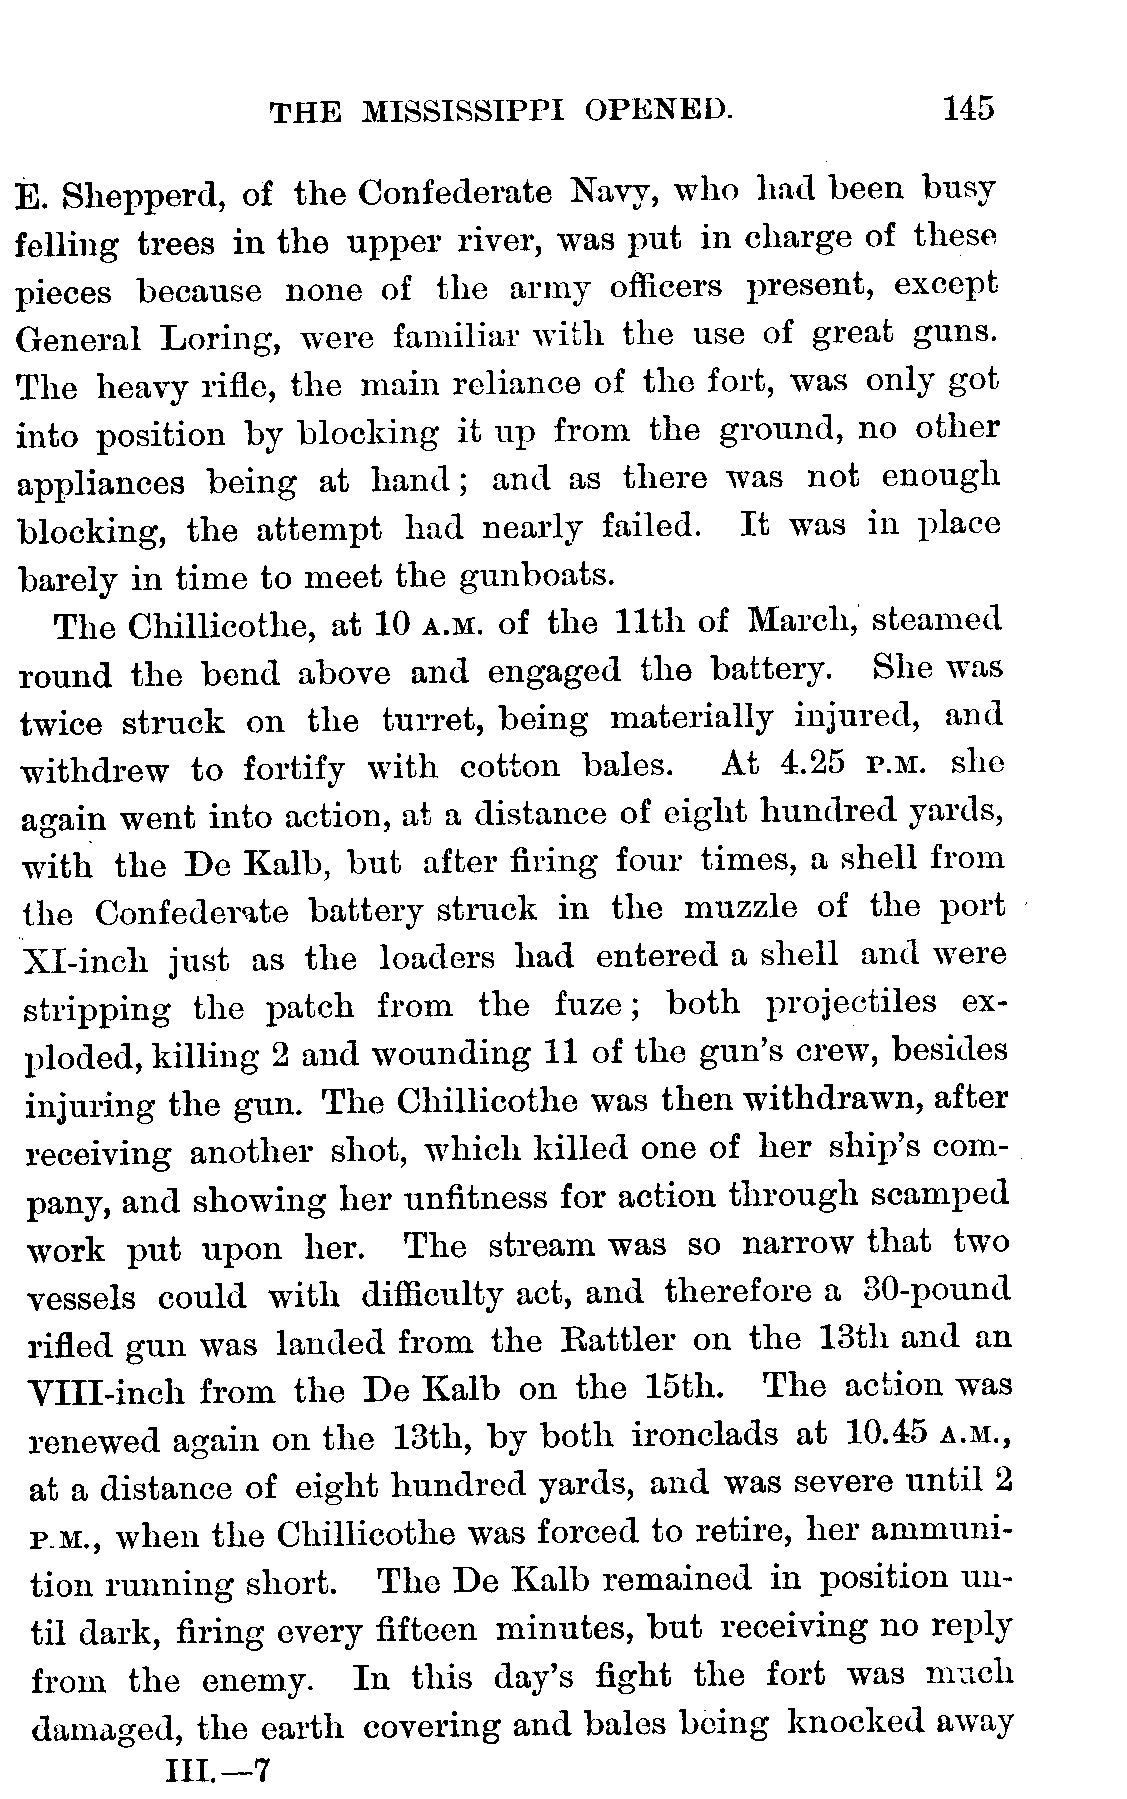 THE MISSISSIPPI OPENED. 145
E. Shepperd, of the Confederate Navy, who had been busy
felling trees in the upper river, was put in charge of these
pieces because none of the army officers present, except
General Loring, were familiar with the use of great guns.
The heavy rifle, the main reliance of the fort, was only got
into position by blocking it up from the ground, no other
appliances being at hand; and as there was not enough
blocking, the attempt had nearly failed. It was in place
barely in time to meet the gunboats.
The Chillicothe, at 10 A.M. of the 11th of March, steamed
round the bend above and engaged the battery. She was
twice struck on the turret, being materially injured, and
withdrew to fortify with cotton bales. At 4.25 P.M. she
again went into action, at a distance of eight hundred yards,
with the De Kalb, but after firing four times, a shell from
the Confederate battery struck in the muzzle of the port
XI-inch just as the loaders had entered a shell and were
stripping the patch from the fuze; both projectiles ex-
ploded, killing 2 and wounding 11 of the gun's crew, besides
injuring the gun. The Chillicothe was then withdrawn, after
receiving another shot, which killed one of her ship's com-
pany, and showing her unfitness for action through scamped
work put upon her. The stream was so narrow that two
vessels could with difficulty act, and therefore a 30-pound
rifled gun was landed from the Rattler on the 13th and an
VIII-inch from the De Kalb on the 15th. The action was
renewed again on the 13th, by both ironclads at 10.45 A.M.,
at a distance of eight hundred yards, and was severe until 2
P.M., when the Chillicothe was forced to retire, her ammuni-
tion running short. The De Kalb remained in position un-
til dark, firing every fifteen minutes, but receiving no reply
from the enemy. In this day's fight the fort was much
damaged, the earth covering and bales being knocked away
III.—7